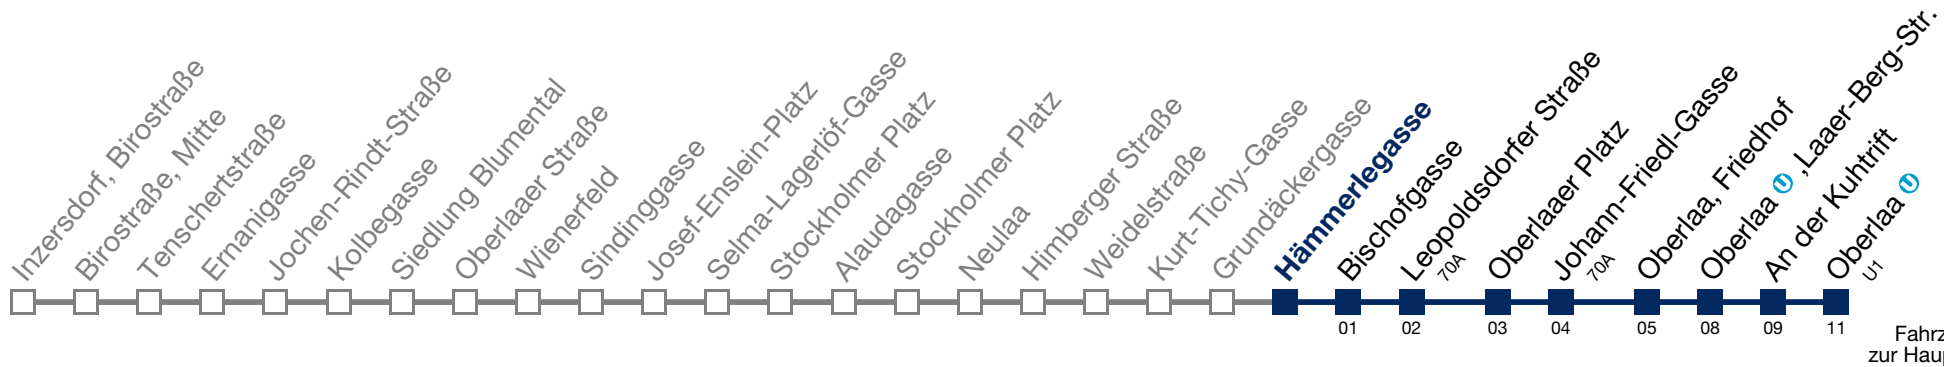 Inzersdorf, Birostraße
Birostraße, Mitte
Tenschertstraße
Ernanigasse
Jochen-Rindt-Straße
Kolbegasse
Siedlung Blumental
Oberlaaer Straße
Wienerfeld
Sindinggasse
Josef-Enslein-Platz
Selma-Lagerlöf-Gasse
Stockholmer Platz
Alaudagasse
Stockholmer Platz
Neulaa
Himberger Straße
Weidelstraße
Kurt-Tichy-Gasse
Grundäckergasse
Hämmerlegasse
Bischofgasse
Leopoldsdorfer Straße
70A
Oberlaaer Platz
Johann-Friedl-Gasse
70A
Oberlaa, Friedhof
Oberlaa U ,Laaer-Berg-Str.
An der Kuhtrift
Oberlaa U
U1
01 02 03 04 05 08 09 11
Fahrz
zur Haup